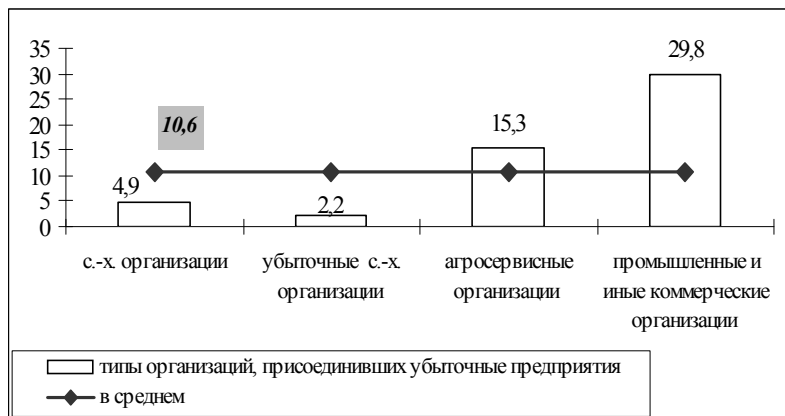 35
30
25
20
15
10
5
0
10,6
4,9
2,2
15,3
29,8
с.-х. организации
убыточные с.-х.
организации
агросервисные
организации
промышленные и
иные коммерческие
организации
типы организаций, присоединивших убыточные предприятия
в среднем